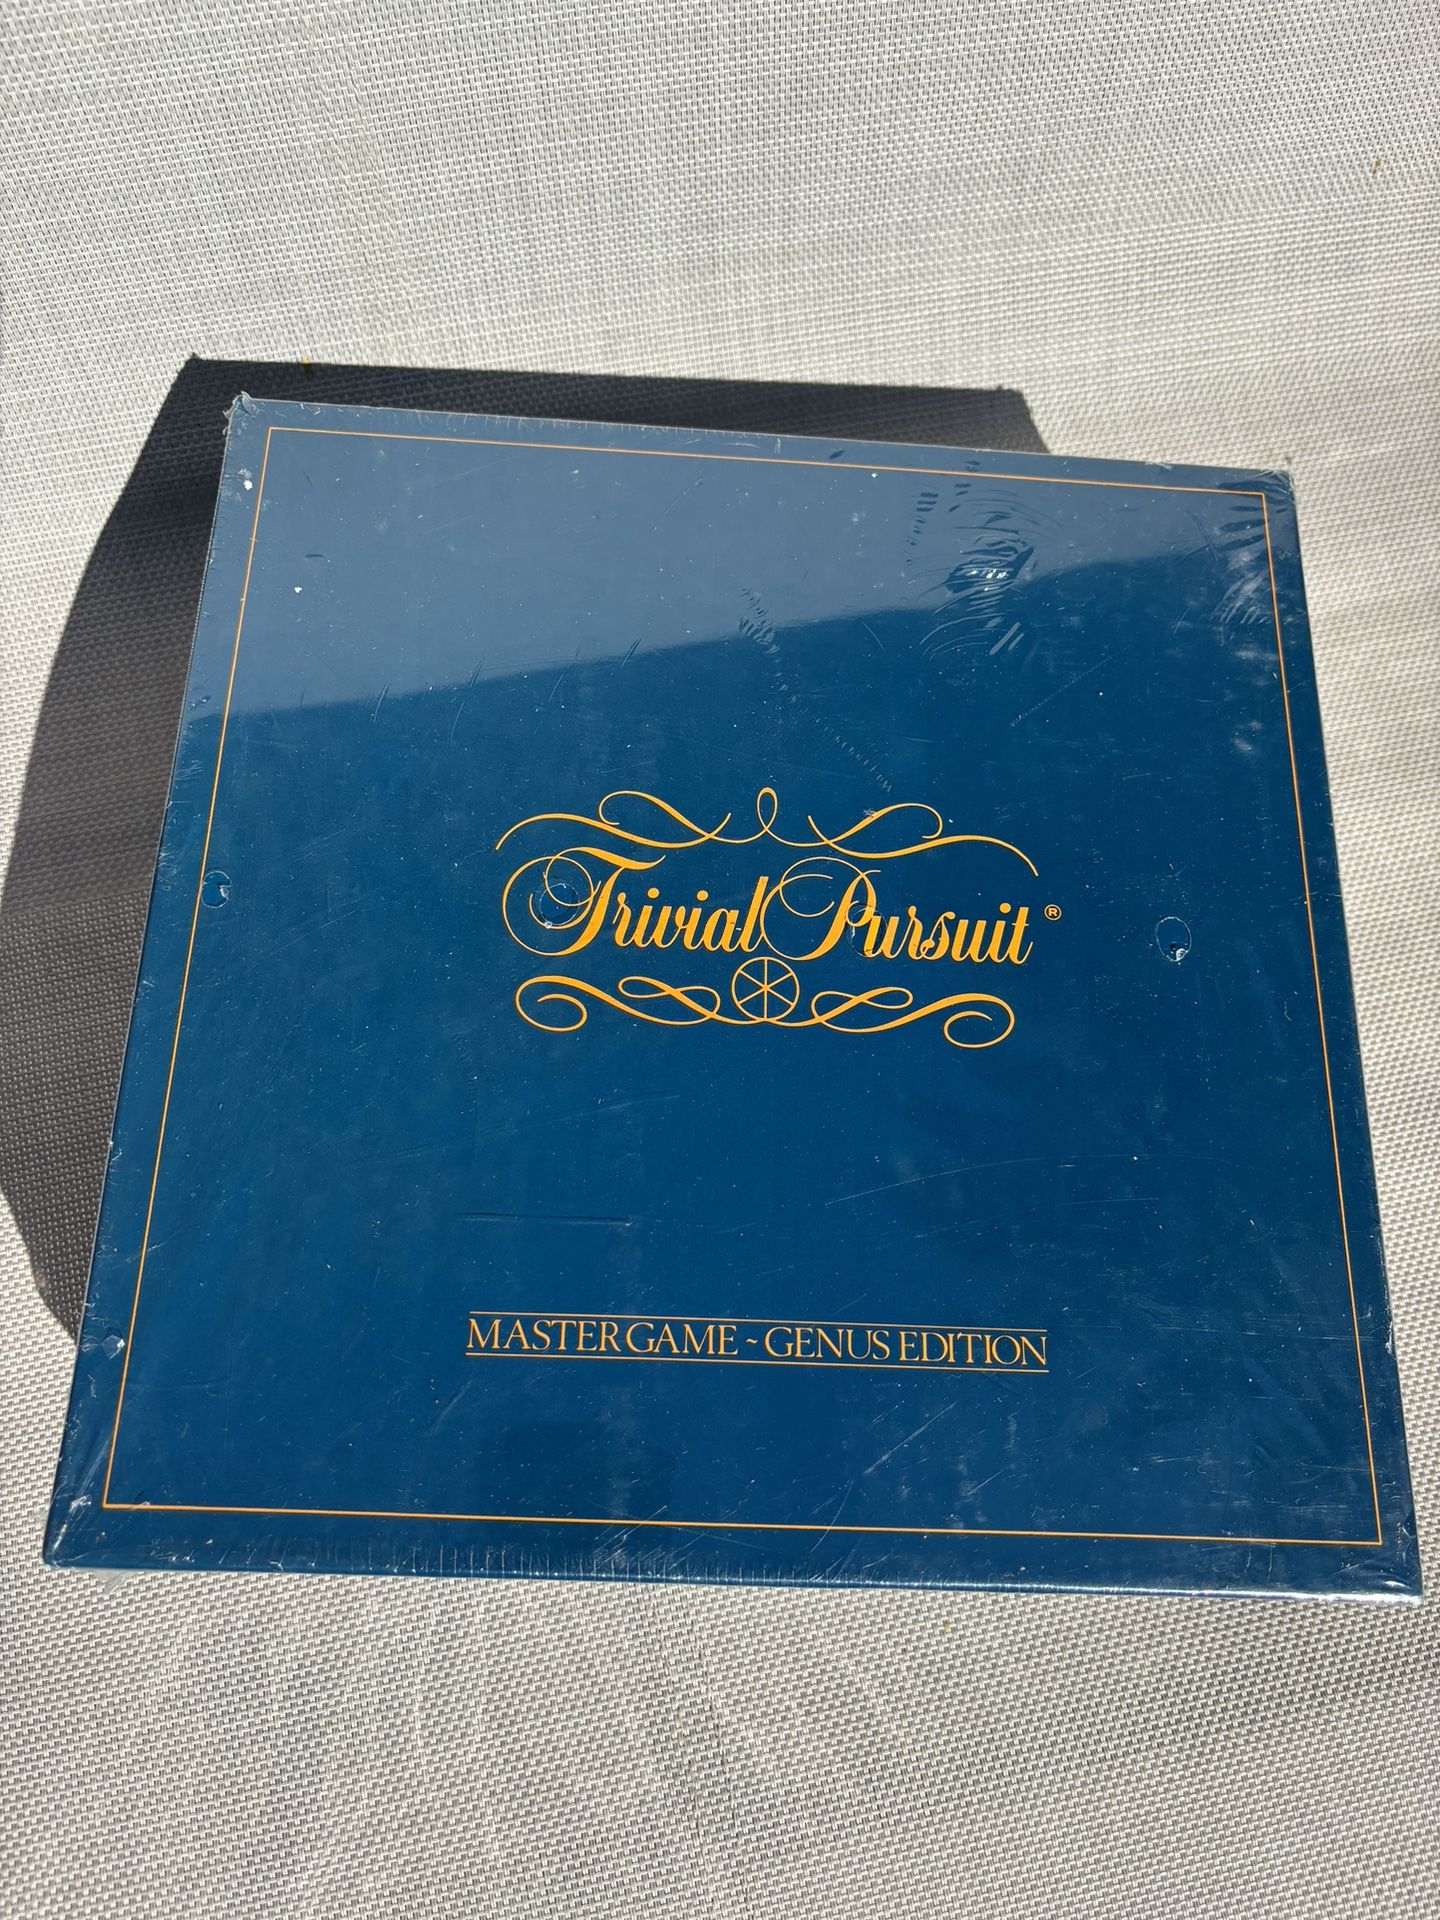 Trivial Pursuit®
MASTER GAME ~ GENUS EDITION